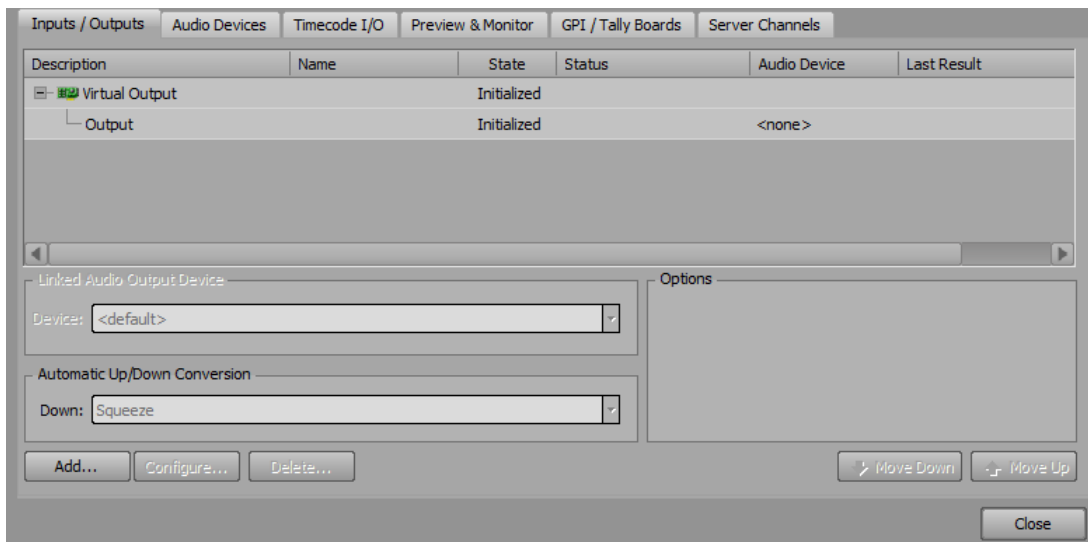 Inputs / Outputs Audio Devices Timecode I/O Preview & Monitor GPI / Tally Boards Server Channels
Description Name State Status Audio Device Last Result
Virtual Output Initialized
Output Initialized <none>
Linked Audio Output Device Options
Device: <default>
Automatic Up/Down Conversion
Down: Squeeze
Add... Configure... Delete... Move Down Move Up
Close